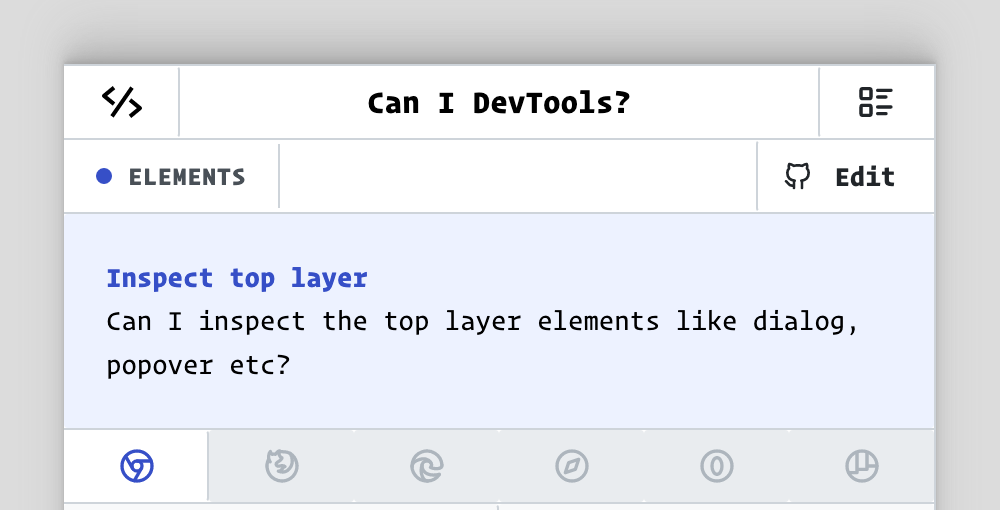 Can I DevTools?
ELEMENTS
Edit
Inspect top layer
Can I inspect the top layer elements like dialog,
popover etc?